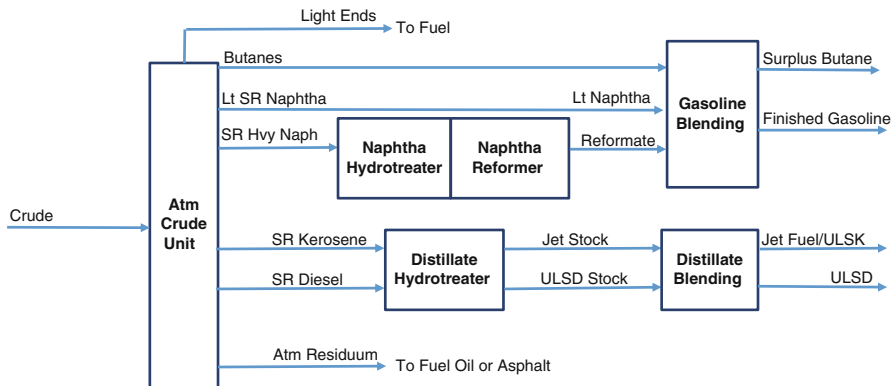 Light Ends
To Fuel
Butanes
Surplus Butane
Lt SR Naphtha
Lt Naphtha
Gasoline
Blending
Finished Gasoline
SR Hvy Naph
Naphtha
Hydrotreater
Naphtha
Reformer
Reformate
Crude
Atm
Crude
Unit
SR Kerosene
Jet Stock
Jet Fuel/ULSK
Distillate
Hydrotreater
Distillate
Blending
SR Diesel
ULSD Stock
ULSD
Atm Residuum
To Fuel Oil or Asphalt